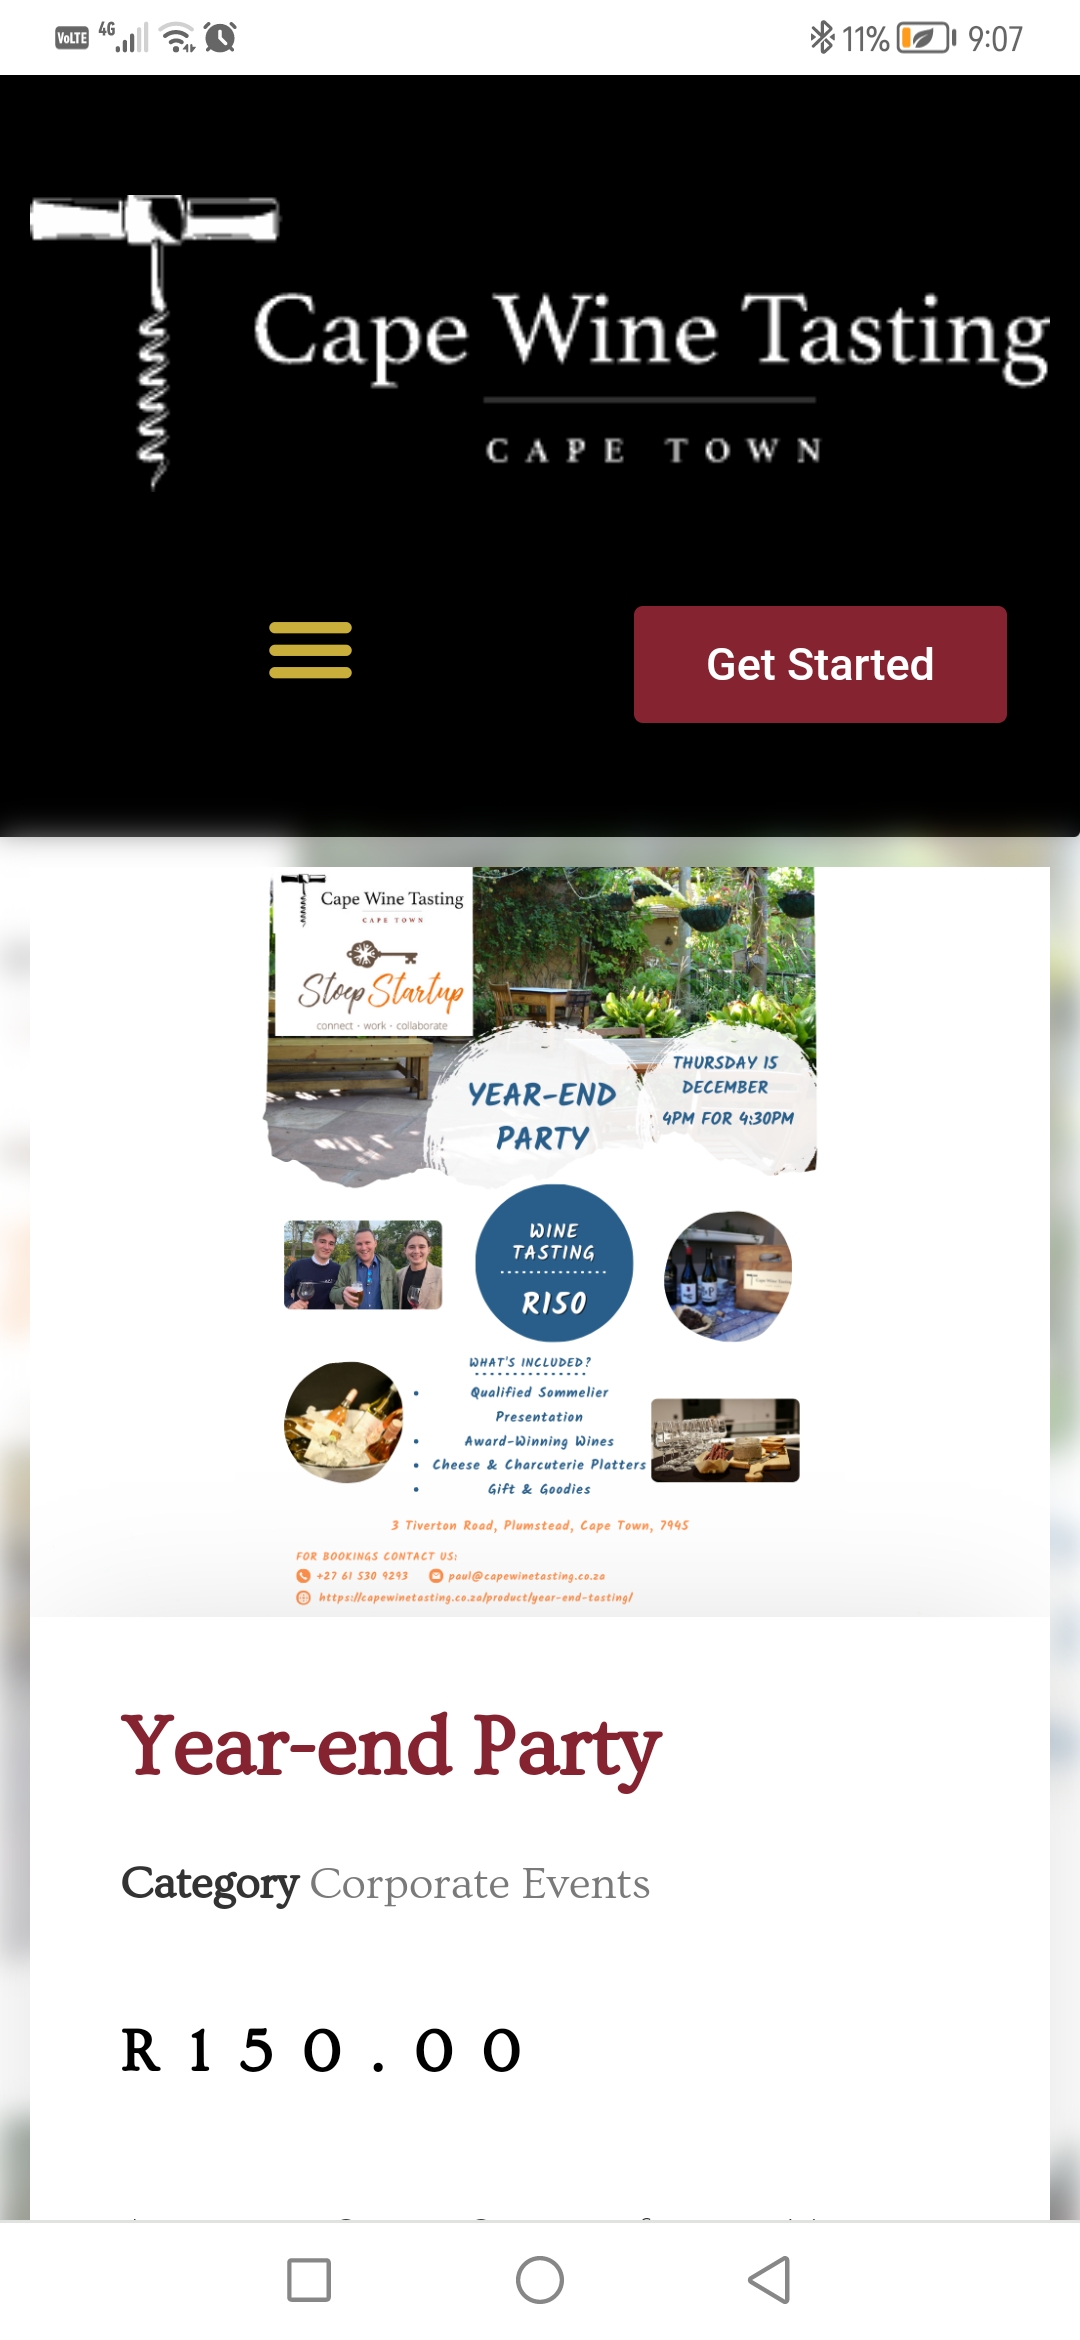 VoLTE 4G 11% 9:07
Cape Wine Tasting
CAPE TOWN
Get Started
Cape Wine Tasting
CAPE TOWN
Stoep Startup
connect - work - collaborate
YEAR-END
PARTY
THURSDAY 15
DECEMBER
4PM FOR 4:30PM
WINE
TASTING
R150
WHAT'S INCLUDED?
• Qualified Sommelier
Presentation
• Award-Winning Wines
• Cheese & Charcuterie Platters
• Gift & Goodies
3 Tiverton Road, Plumstead, Cape Town, 7945
FOR BOOKINGS CONTACT US:
+27 61 530 9293 paul@capewinetasting.co.za
https://capewinetasting.co.za/product/year-end-tasting/
Year-end Party
Category Corporate Events
R150.00